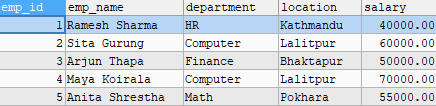 emp_id emp_name department location salary
1 Ramesh Sharma HR Kathmandu 40000.00
2 Sita Gurung Computer Lalitpur 60000.00
3 Arjun Thapa Finance Bhaktapur 50000.00
4 Maya Koirala Computer Lalitpur 70000.00
5 Anita Shrestha Math Pokhara 55000.00